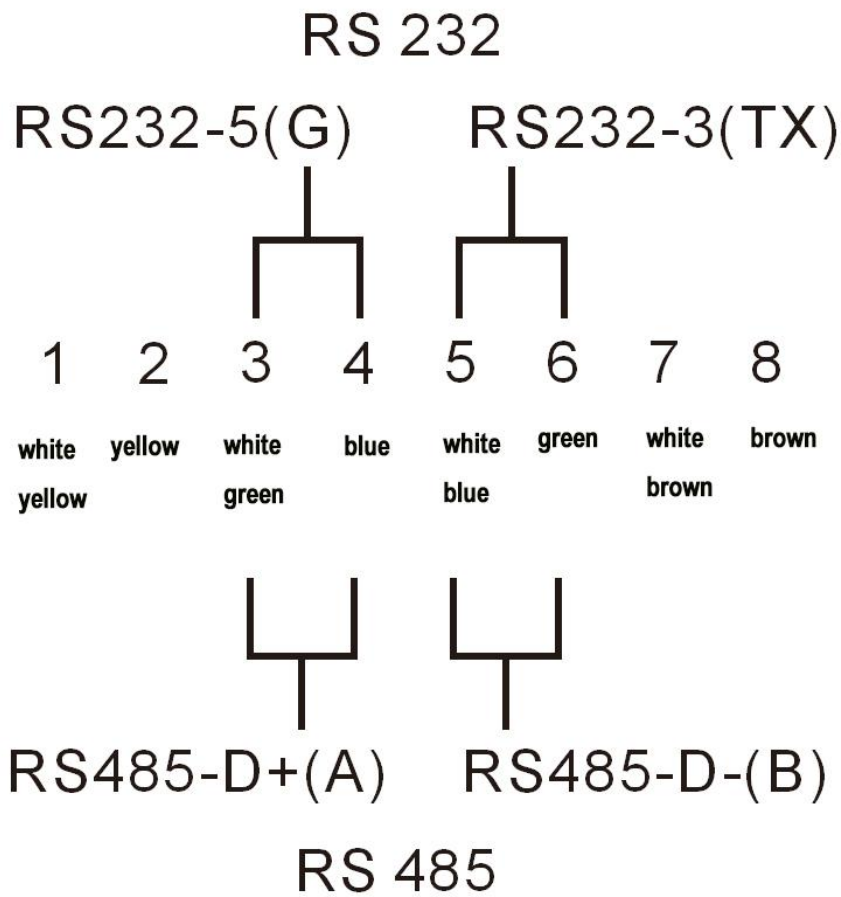 RS 232
RS232-5(G) RS232-3(TX)
1 2 3 4 5 6 7 8
white yellow white blue white green white brown
yellow green blue brown
RS485-D+(A) RS485-D-(B)
RS 485